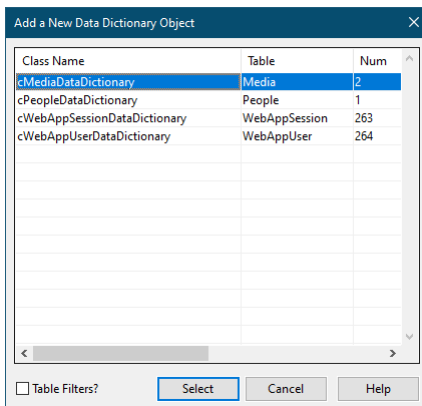 Add a New Data Dictionary Object
Class Name Table Num
cMediaDataDictionary Media 2
cPeopleDataDictionary People 1
cWebAppSessionDataDictionary WebAppSession 263
cWebAppUserDataDictionary WebAppUser 264
Table Filters? Select Cancel Help